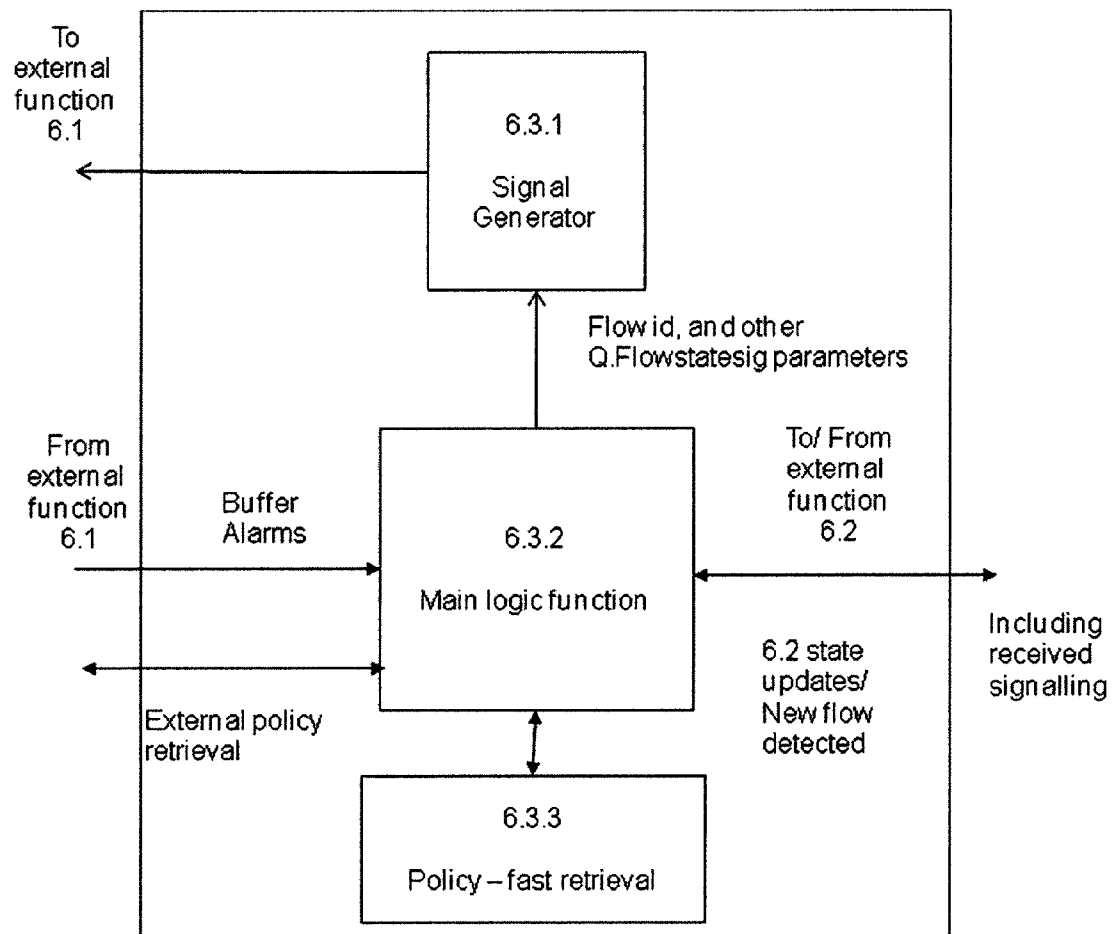 To
external
function
6.1
6.3.1
Signal
Generator
Flow id, and other
Q.Flowstatesig parameters
From
external
function
6.1
Buffer
Alarms
6.3.2
Main logic function
To/ From
external
function
6.2
Including
received
signalling
6.2 state
updates/
New flow
detected
External policy
retrieval
6.3.3
Policy – fast retrieval